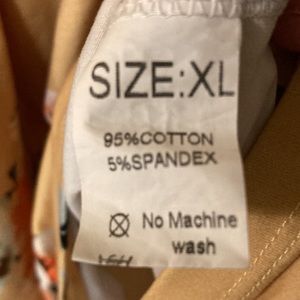 SIZE:XL
95%COTTON
5%SPANDEX
No Machine
wash